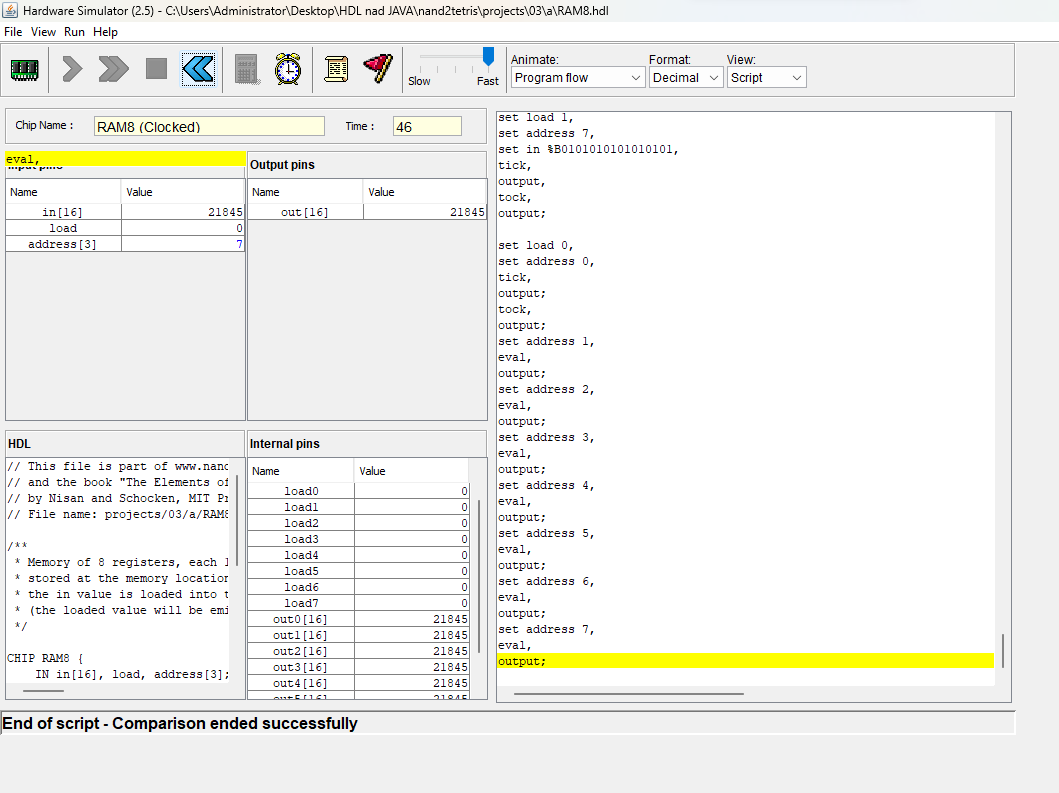 Hardware Simulator (2.5) - C:\Users\Administrator\Desktop\HDL nad JAVA\nand2tetris\projects\03\a\RAM8.hdl
File View Run Help
Slow Fast
Animate: Format: View:
Program flow Decimal Script
Chip Name : RAM8 (Clocked) Time : 46
eval,
Input pins
Name Value
in[16] 21845
load 0
address[3] 7
Output pins
Name Value
out[16] 21845
HDL
// This file is part of www.nand
// and the book "The Elements of
// by Nisan and Schocken, MIT Pr
// File name: projects/03/a/RAM8
/**
* Memory of 8 registers, each 1
* stored at the memory location
* the in value is loaded into t
* (the loaded value will be emi
*/
CHIP RAM8 {
IN in[16], load, address[3];
Internal pins
Name Value
load0 0
load1 0
load2 0
load3 0
load4 0
load5 0
load6 0
load7 0
out0[16] 21845
out1[16] 21845
out2[16] 21845
out3[16] 21845
out4[16] 21845
out5[16] 21845
set load 1,
set address 7,
set in %B0101010101010101,
tick,
output,
tock,
output;
set load 0,
set address 0,
tick,
output;
tock,
output;
set address 1,
eval,
output;
set address 2,
eval,
output;
set address 3,
eval,
output;
set address 4,
eval,
output;
set address 5,
eval,
output;
set address 6,
eval,
output;
set address 7,
eval,
output;
End of script - Comparison ended successfully